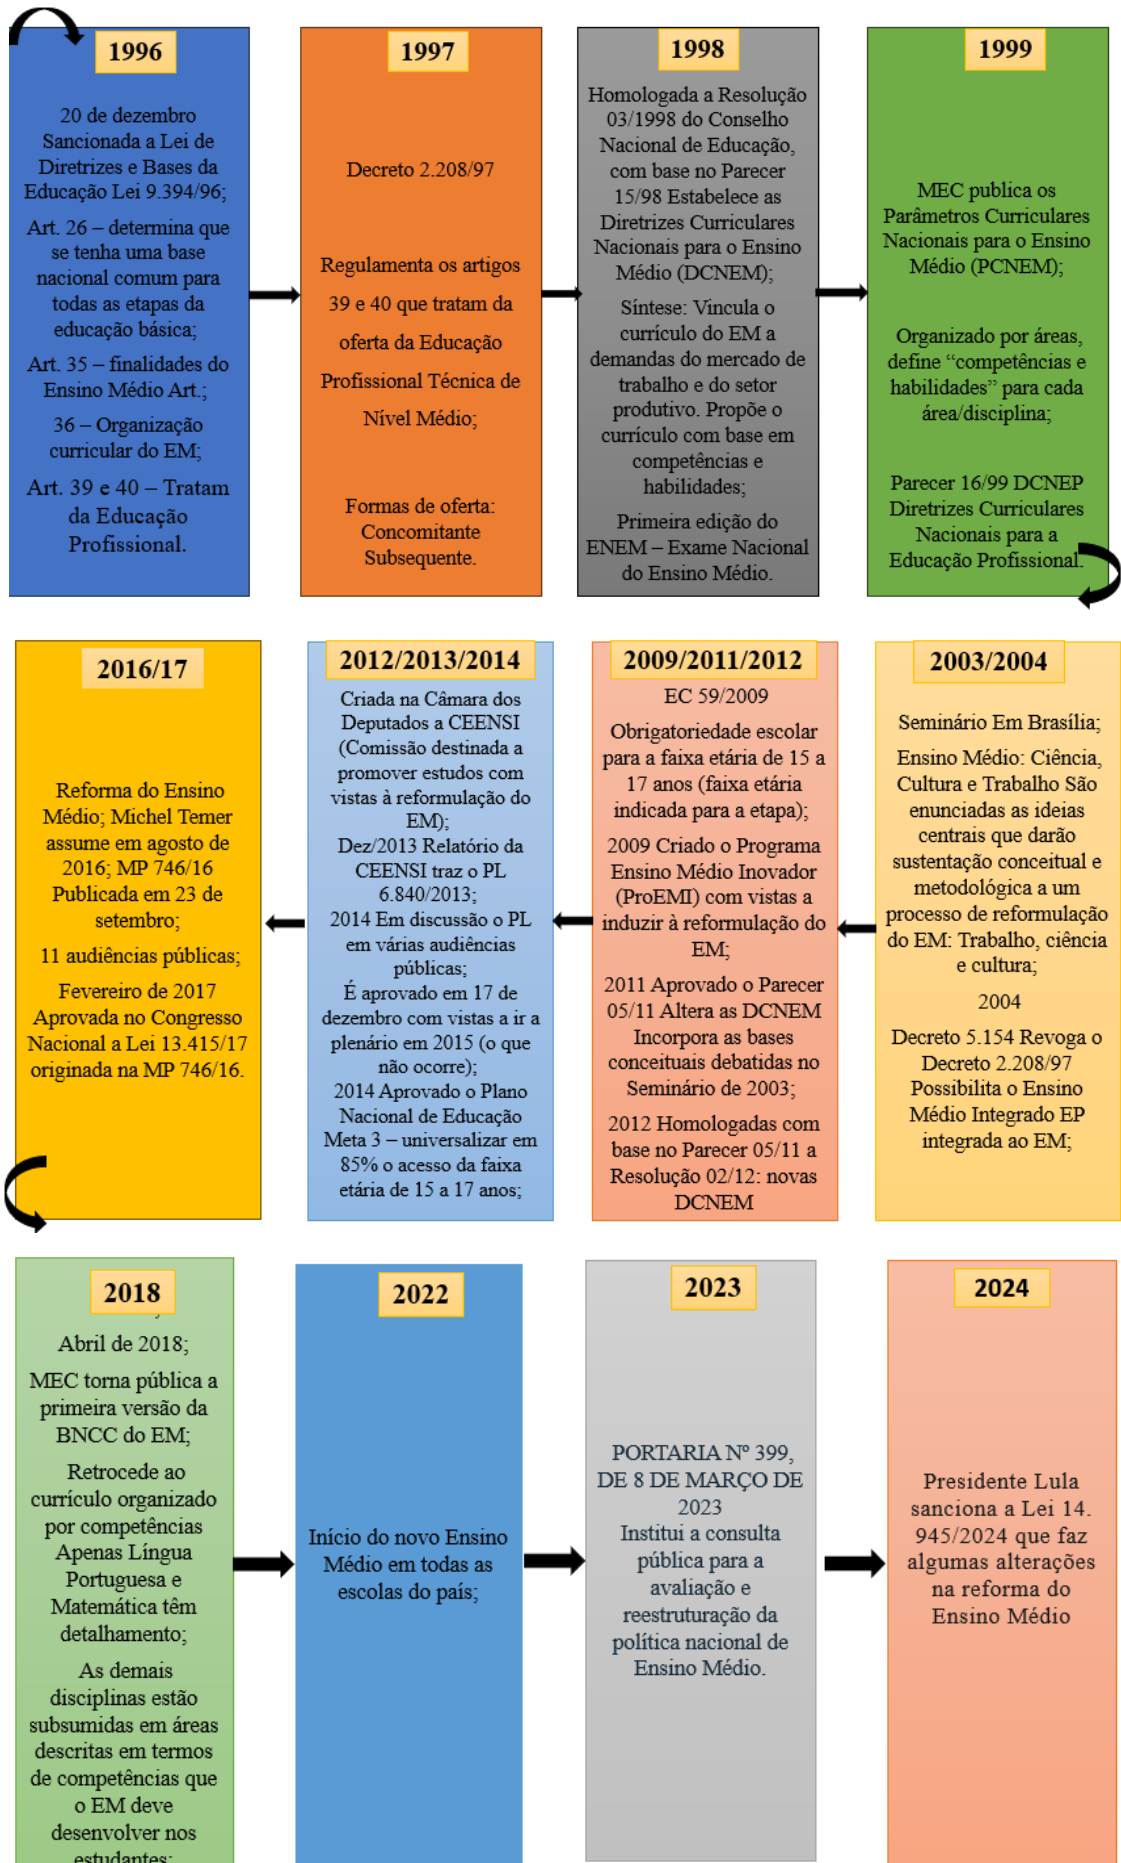 1996
20 de dezembro
Sancionada a Lei de
Diretrizes e Bases da
Educação Lei 9.394/96;
Art. 26 – determina que
se tenha uma base
nacional comum para
todas as etapas da
educação básica;
Art. 35 – finalidades do
Ensino Médio Art.;
36 – Organização
curricular do EM;
Art. 39 e 40 – Tratam
da Educação
Profissional.
1997
Decreto 2.208/97
Regulamenta os artigos
39 e 40 que tratam da
oferta da Educação
Profissional Técnica de
Nível Médio;
Formas de oferta:
Concomitante
Subsequente.
1998
Homologada a Resolução
03/1998 do Conselho
Nacional de Educação,
com base no Parecer
15/98 Estabelece as
Diretrizes Curriculares
Nacionais para o Ensino
Médio (DCNEM);
Síntese: Vincula o
currículo do EM a
demandas do mercado de
trabalho e do setor
produtivo. Propõe o
currículo com base em
competências e
habilidades;
Primeira edição do
ENEM – Exame Nacional
do Ensino Médio.
1999
MEC publica os
Parâmetros Curriculares
Nacionais para o Ensino
Médio (PCNEM);
Organizado por áreas,
define “competências e
habilidades” para cada
área/disciplina;
Parecer 16/99 DCNEP
Diretrizes Curriculares
Nacionais para a
Educação Profissional.
2003/2004
Seminário Em Brasília;
Ensino Médio: Ciência,
Cultura e Trabalho São
enunciadas as ideias
centrais que darão
sustentação conceitual e
metodológica a um
processo de reformulação
do EM: Trabalho, ciência
e cultura;
2004
Decreto 5.154 Revoga o
Decreto 2.208/97
Possibilita o Ensino
Médio Integrado EP
integrada ao EM;
2009/2011/2012
EC 59/2009
Obrigatoriedade escolar
para a faixa etária de 15 a
17 anos (faixa etária
indicada para a etapa);
2009 Criado o Programa
Ensino Médio Inovador
(ProEMI) com vistas a
induzir à reformulação do
EM;
2011 Aprovado o Parecer
05/11 Altera as DCNEM
Incorpora as bases
conceituais debatidas no
Seminário de 2003;
2012 Homologadas com
base no Parecer 05/11 a
Resolução 02/12: novas
DCNEM
2012/2013/2014
Criada na Câmara dos
Deputados a CEENSI
(Comissão destinada a
promover estudos com
vistas à reformulação do
EM);
Dez/2013 Relatório da
CEENSI traz o PL
6.840/2013;
2014 Em discussão o PL
em várias audiências
públicas;
É aprovado em 17 de
dezembro com vistas a ir a
plenário em 2015 (o que
não ocorre);
2014 Aprovado o Plano
Nacional de Educação
Meta 3 – universalizar em
85% o acesso da faixa
etária de 15 a 17 anos;
2016/17
Reforma do Ensino
Médio; Michel Temer
assume em agosto de
2016; MP 746/16
Publicada em 23 de
setembro;
11 audiências públicas;
Fevereiro de 2017
Aprovada no Congresso
Nacional a Lei 13.415/17
originada na MP 746/16.
2018
Abril de 2018;
MEC torna pública a
primeira versão da
BNCC do EM;
Retrocede ao
currículo organizado
por competências
Apenas Língua
Portuguesa e
Matemática têm
detalhamento;
As demais
disciplinas estão
subsumidas em áreas
descritas em termos
de competências que
o EM deve
desenvolver nos
estudantes;
2022
Início do novo Ensino
Médio em todas as
escolas do país;
2023
PORTARIA Nº 399,
DE 8 DE MARÇO DE
2023
Institui a consulta
pública para a
avaliação e
reestruturação da
política nacional de
Ensino Médio.
2024
Presidente Lula
sanciona a Lei 14.
945/2024 que faz
algumas alterações
na reforma do
Ensino Médio